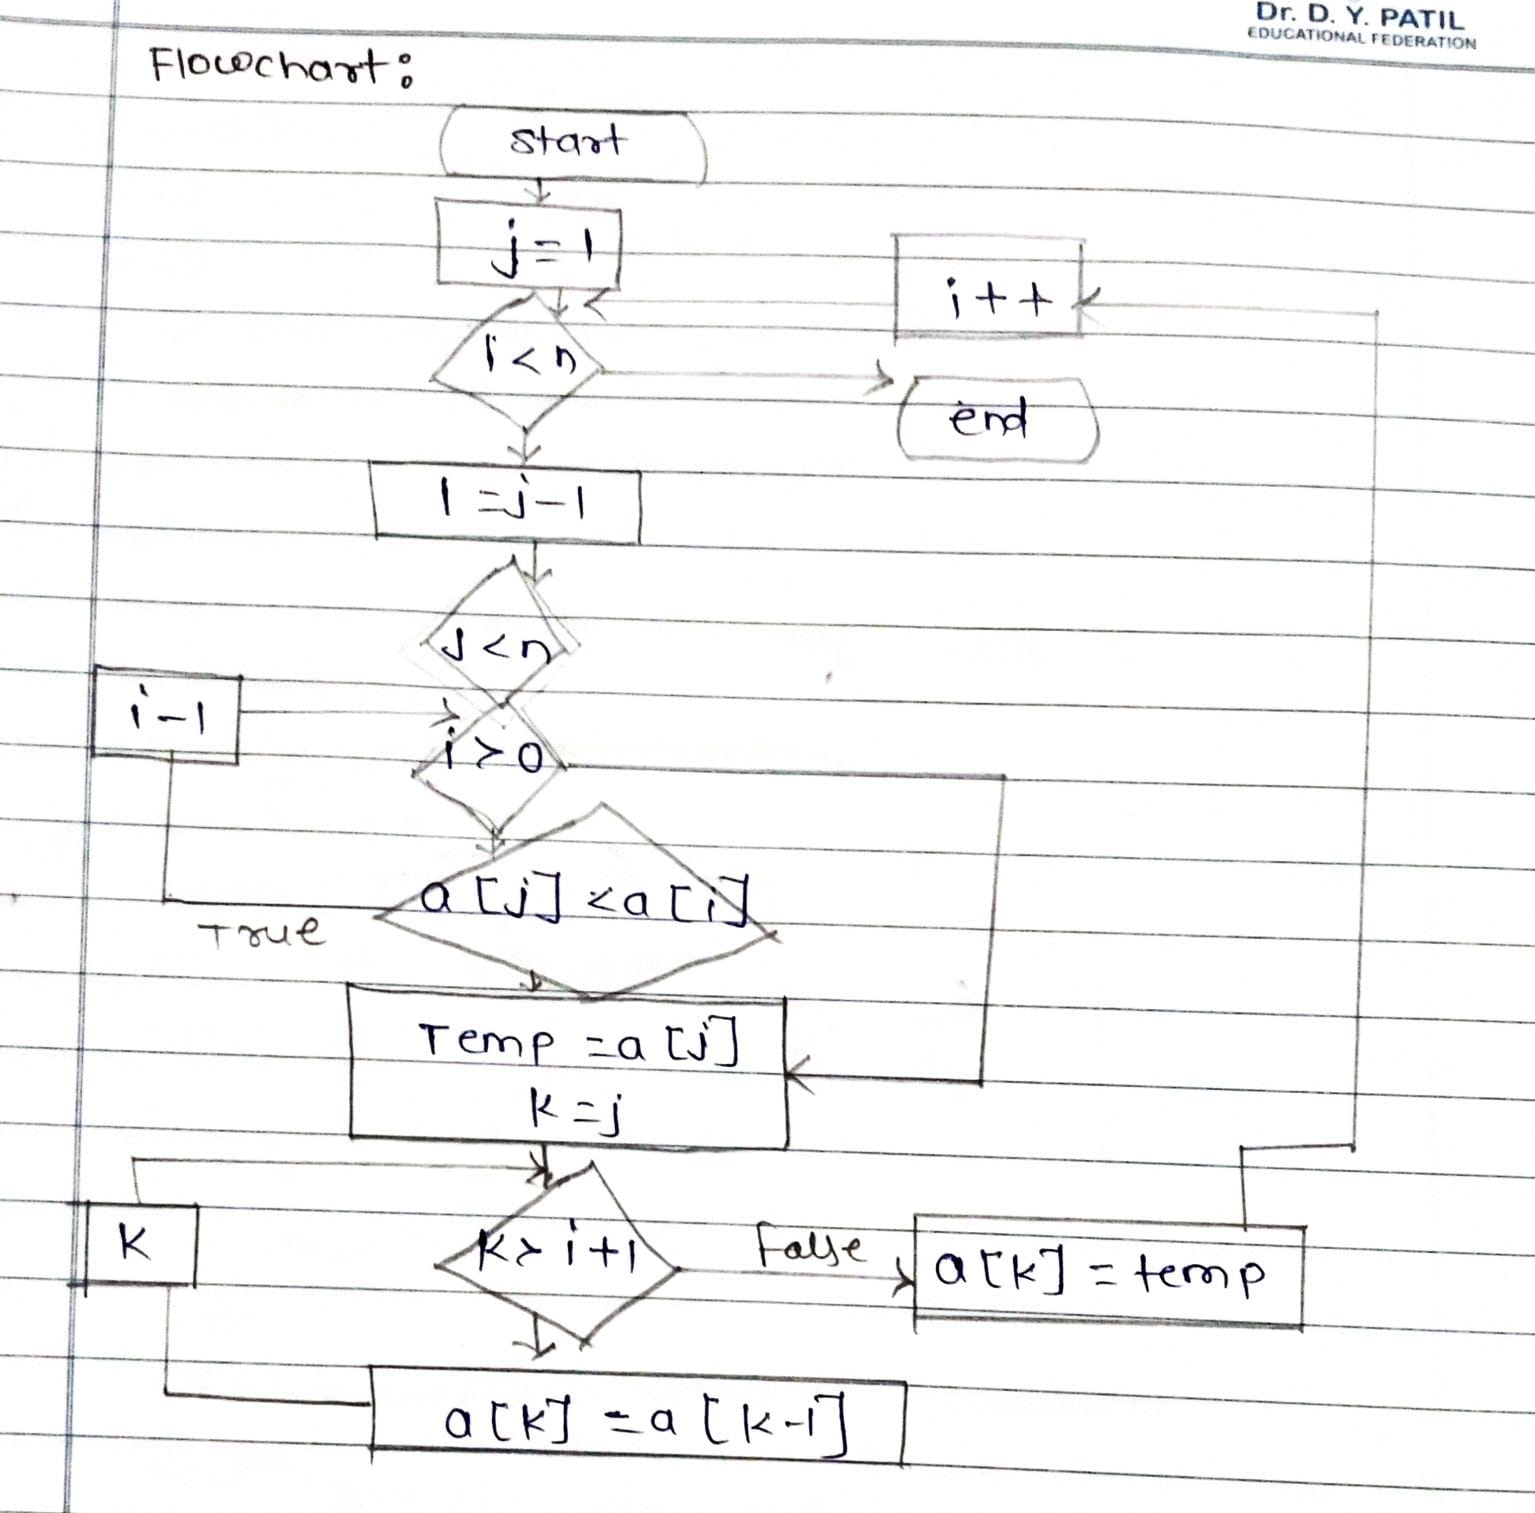 Dr. D. Y. PATIL
EDUCATIONAL FEDERATION
Flowchart:
start
j = 1
i++
i < n
end
I = j - 1
J < n
i - 1
i > 0
a [j] < a [i]
True
Temp = a [j]
k = j
K
k > i + 1
False
a[k] = temp
a[k] = a [k-1]